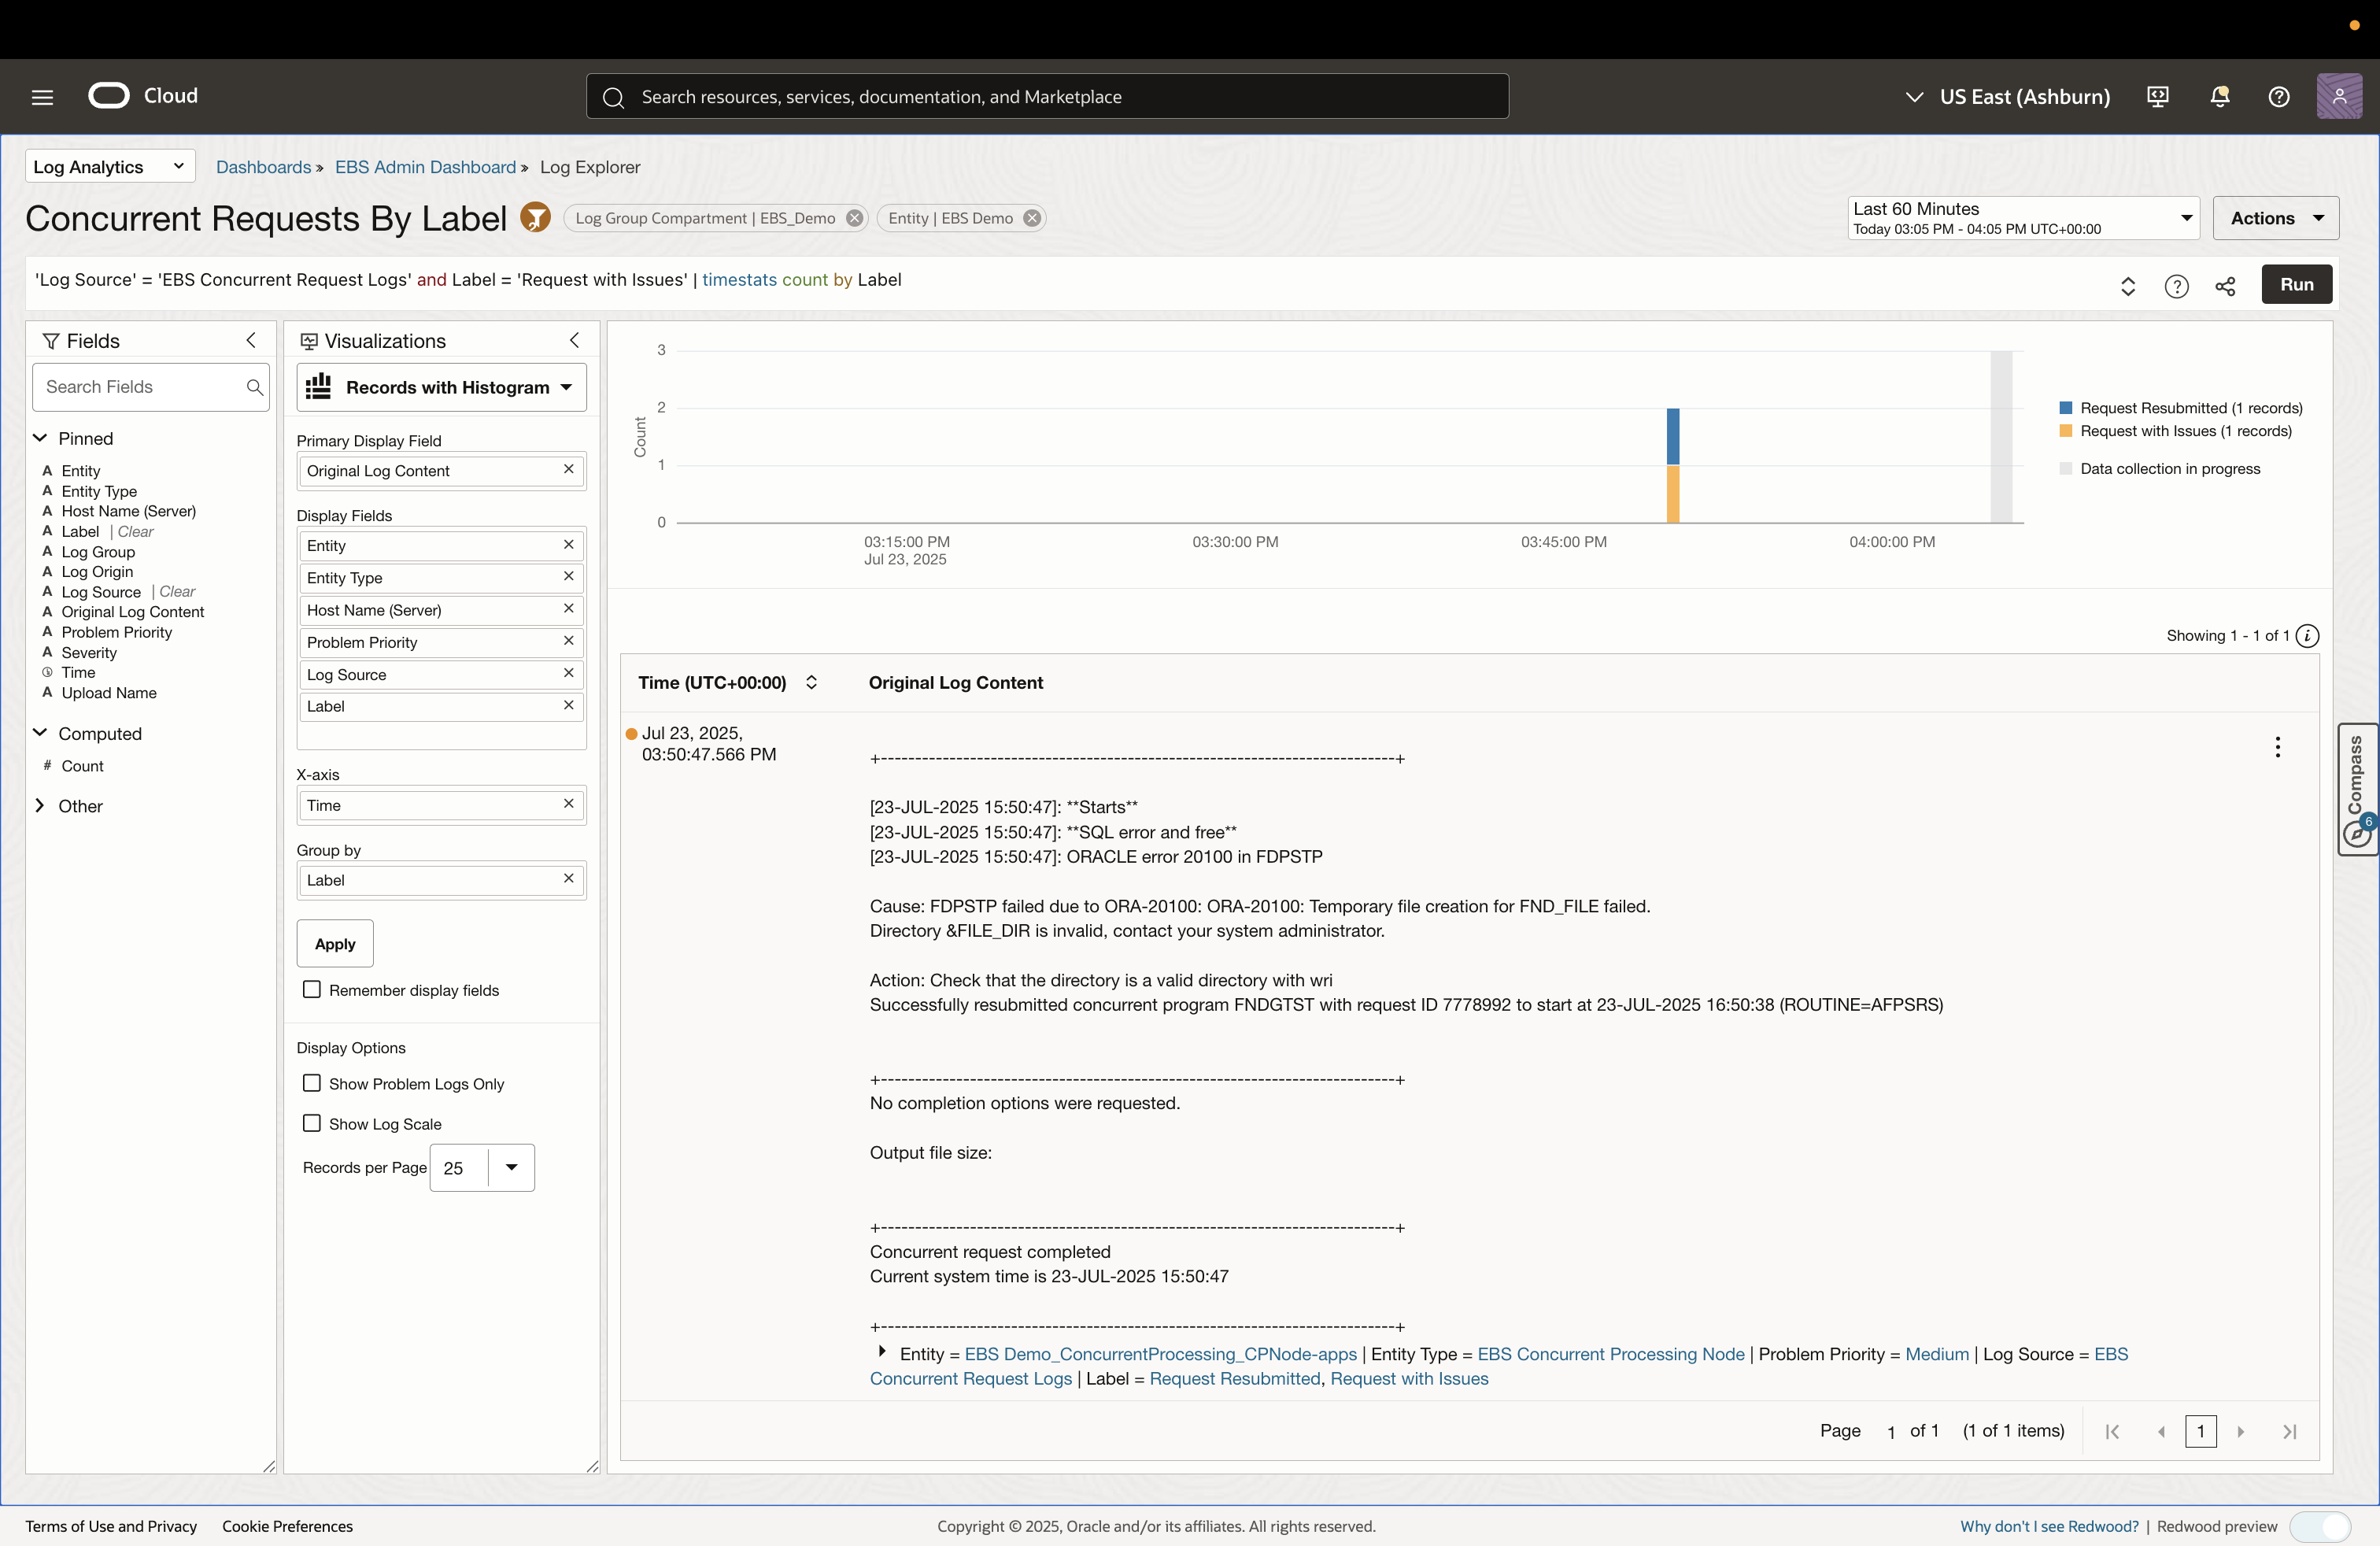 Cloud
Search resources, services, documentation, and Marketplace
US East (Ashburn)
Log Analytics
Dashboards » EBS Admin Dashboard » Log Explorer
Concurrent Requests By Label
Log Group Compartment | EBS_Demo
Entity | EBS Demo
Last 60 Minutes
Today 03:05 PM - 04:05 PM UTC+00:00
Actions
'Log Source' = 'EBS Concurrent Request Logs' and Label = 'Request with Issues' | timestats count by Label
Run
Fields
Search Fields
Pinned
A Entity
A Entity Type
A Host Name (Server)
A Label | Clear
A Log Group
A Log Origin
A Log Source | Clear
A Original Log Content
A Problem Priority
A Severity
Time
A Upload Name
Computed
# Count
Other
Visualizations
Records with Histogram
Primary Display Field
Original Log Content
Display Fields
Entity
Entity Type
Host Name (Server)
Problem Priority
Log Source
Label
X-axis
Time
Group by
Label
Apply
Remember display fields
Display Options
Show Problem Logs Only
Show Log Scale
Records per Page 25
Count
3
2
1
0
03:15:00 PM
Jul 23, 2025
03:30:00 PM
03:45:00 PM
04:00:00 PM
Request Resubmitted (1 records)
Request with Issues (1 records)
Data collection in progress
Showing 1 - 1 of 1
Time (UTC+00:00)
Original Log Content
Jul 23, 2025,
03:50:47.566 PM
+---------------------------------------------------------------------------+
[23-JUL-2025 15:50:47]: **Starts**
[23-JUL-2025 15:50:47]: **SQL error and free**
[23-JUL-2025 15:50:47]: ORACLE error 20100 in FDPSTP
Cause: FDPSTP failed due to ORA-20100: ORA-20100: Temporary file creation for FND_FILE failed.
Directory &FILE_DIR is invalid, contact your system administrator.
Action: Check that the directory is a valid directory with wri
Successfully resubmitted concurrent program FNDGTST with request ID 7778992 to start at 23-JUL-2025 16:50:38 (ROUTINE=AFPSRS)
+---------------------------------------------------------------------------+
No completion options were requested.
Output file size:
+---------------------------------------------------------------------------+
Concurrent request completed
Current system time is 23-JUL-2025 15:50:47
+---------------------------------------------------------------------------+
Entity = EBS Demo_ConcurrentProcessing_CPNode-apps | Entity Type = EBS Concurrent Processing Node | Problem Priority = Medium | Log Source = EBS
Concurrent Request Logs | Label = Request Resubmitted, Request with Issues
Page 1 of 1 (1 of 1 items)
1
Compass
6
Terms of Use and Privacy
Cookie Preferences
Copyright © 2025, Oracle and/or its affiliates. All rights reserved.
Why don't I see Redwood? | Redwood preview